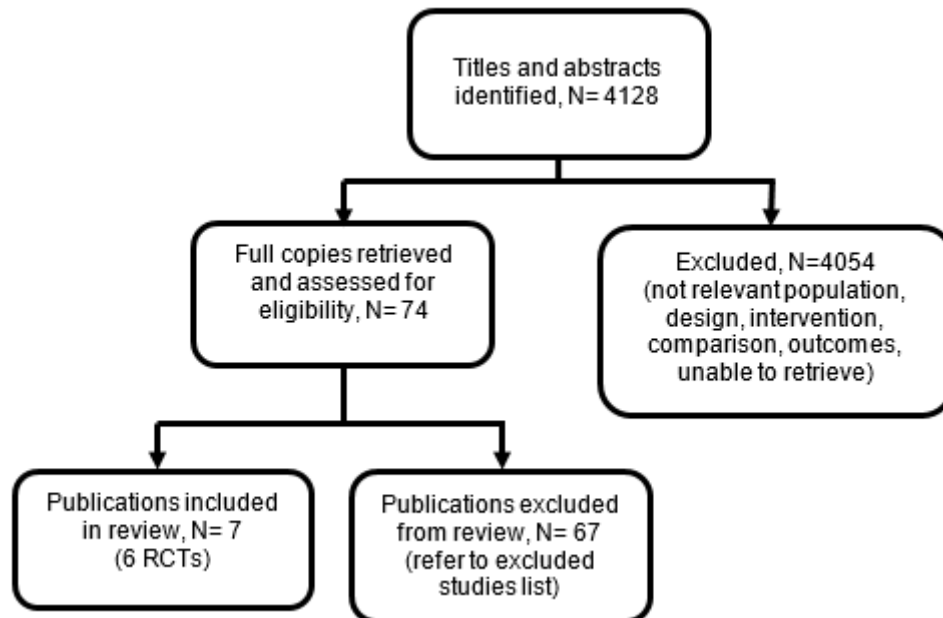 Titles and abstracts
identified, N= 4128
Full copies retrieved
and assessed for
eligibility, N= 74
Excluded, N=4054
(not relevant population,
design, intervention,
comparison, outcomes,
unable to retrieve)
Publications included
in review, N= 7
(6 RCTs)
Publications excluded
from review, N= 67
(refer to excluded
studies list)